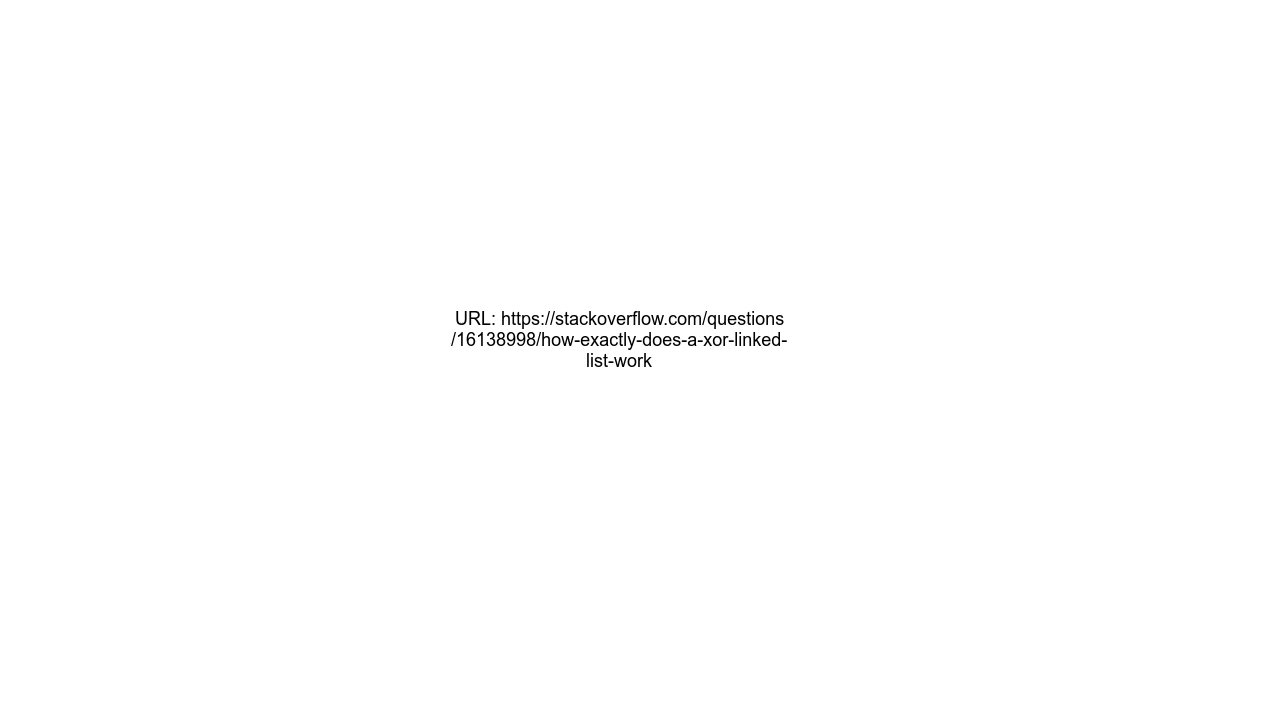 URL: https://stackoverflow.com/questions
/16138998/how-exactly-does-a-xor-linked-
list-work